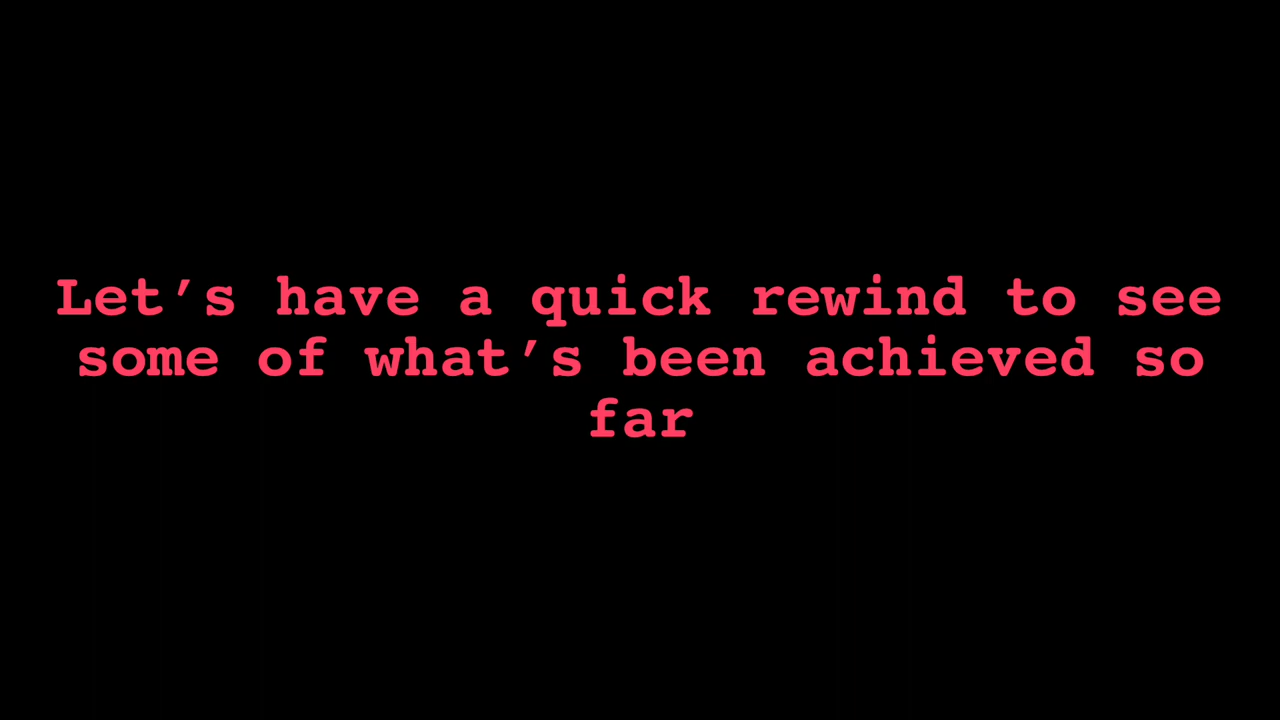 Let’s have a quick rewind to see
some of what’s been achieved so
far